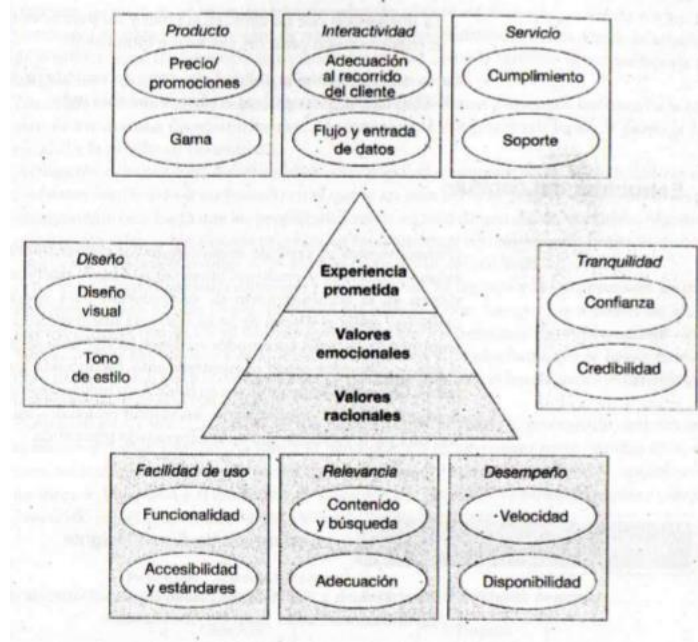 Producto
Precio/
promociones
Gama
Interactividad
Adecuación
al recorrido
del cliente
Flujo y entrada
de datos
Servicio
Cumplimiento
Soporte
Diseño
Diseño
visual
Tono
de estilo
Experiencia
prometida
Valores
emocionales
Valores
racionales
Tranquilidad
Confianza
Credibilidad
Facilidad de uso
Funcionalidad
Accesibilidad
y estándares
Relevancia
Contenido
y búsqueda
Adecuación
Desempeño
Velocidad
Disponibilidad